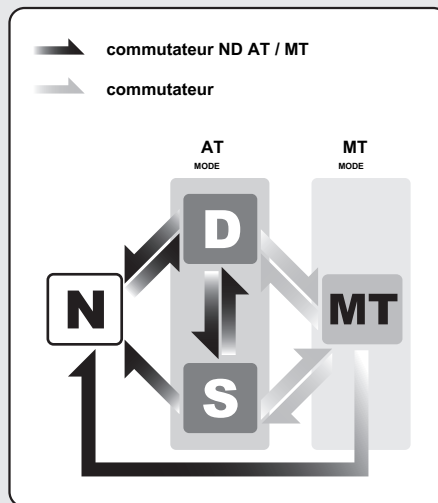 commutateur ND AT / MT
commutateur
AT MT
MODE MODE
D
N MT
S